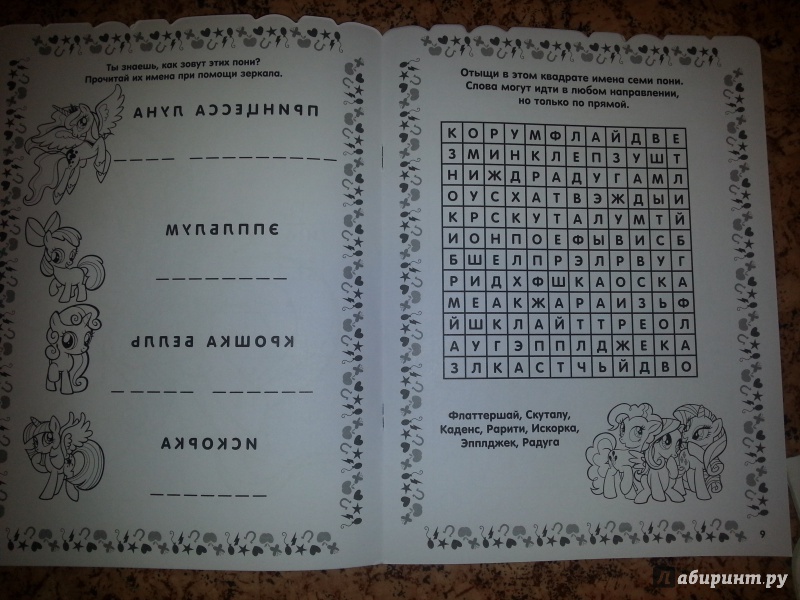 Ты знаешь, как зовут этих пони?
Прочитай их имена при помощи зеркала.
ПРИНЦЕССА ЛУНА
ЭППЛБЛУМ
КРОШКА БЕЛЛЬ
ИСКОРКА
Отыщи в этом квадрате имена семи пони.
Слова могут идти в любом направлении,
но только по прямой.
К О Р У М Ф Л А Й Д В Е
З М И Н К Л Е П З У Ш Т
Н И Ж Д Р А Д У Г А М Л
О У С Х А Т В Э Ж Д Ы И
К Р С К У Т А Л У М Т Й
И О Н П О Е Ф Ы В И С Б
Б Ш Е Л П Р Э Л Р В У Г
Р И Д Х Ф Ш К А О С К А
М Е А К Ж А Р А И З Ь Ф
Й Ш К Л А Й Т Т Р Е О Л
А У Г Э П П Л Д Ж Е К А
З Л К А С Т Ч Ь Й Д В О
Флаттершай, Скуталу,
Каденс, Рарити, Искорка,
Эпплджек, Радуга
9
абиринт.ру